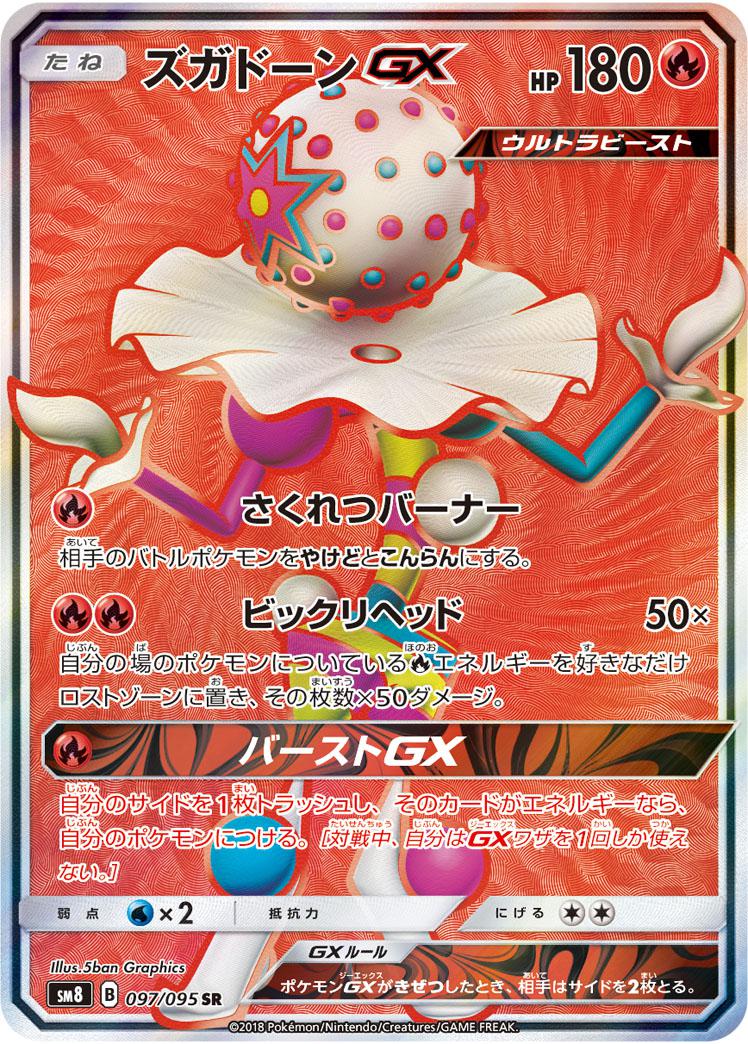 たね ズガドーンGX HP 180
ウルトラビースト
さくれつバーナー
相手のバトルポケモンをやけどとこんらんにする。
ビックリヘッド 50×
自分の場のポケモンについている エネルギーを好きなだけ
ロストゾーンに置き、その枚数×50ダメージ。
バーストGX
自分のサイドを1枚トラッシュし、そのカードがエネルギーなら、
自分のポケモンにつける。[対戦中、自分はGXワザを1回しか使え
ない。]
弱点 ×2 抵抗力 にげる
GXルール
ポケモンGXがきぜつしたとき、相手はサイドを2枚とる。
Illus.5ban Graphics
SM8 B 097/095 SR
©2018 Pokémon/Nintendo/Creatures/GAME FREAK.